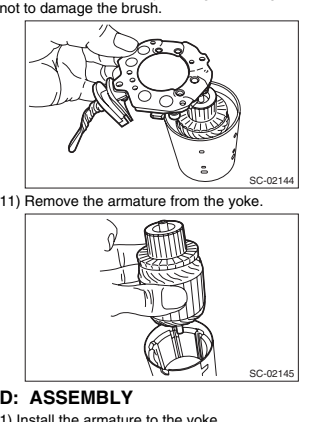 not to damage the brush.
SC-02144
11) Remove the armature from the yoke.
SC-02145
D: ASSEMBLY
1) Install the armature to the yoke.